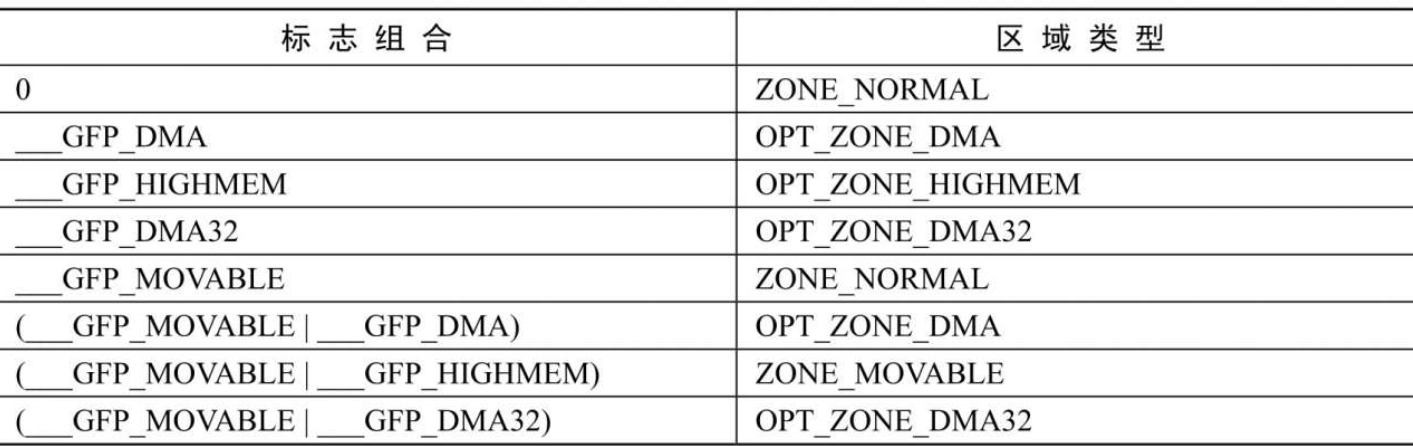 标志组合 区域类型
0 ZONE_NORMAL
___GFP_DMA OPT_ZONE_DMA
___GFP_HIGHMEM OPT_ZONE_HIGHMEM
___GFP_DMA32 OPT_ZONE_DMA32
___GFP_MOVABLE ZONE_NORMAL
(___GFP_MOVABLE | ___GFP_DMA) OPT_ZONE_DMA
(___GFP_MOVABLE | ___GFP_HIGHMEM) ZONE_MOVABLE
(___GFP_MOVABLE | ___GFP_DMA32) OPT_ZONE_DMA32